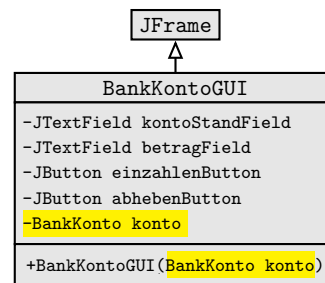 JFrame
BankKontoGUI
-JTextField kontoStandField
-JTextField betragField
-JButton einzahlenButton
-JButton abhebenButton
-BankKonto konto
+BankKontoGUI(BankKonto konto)